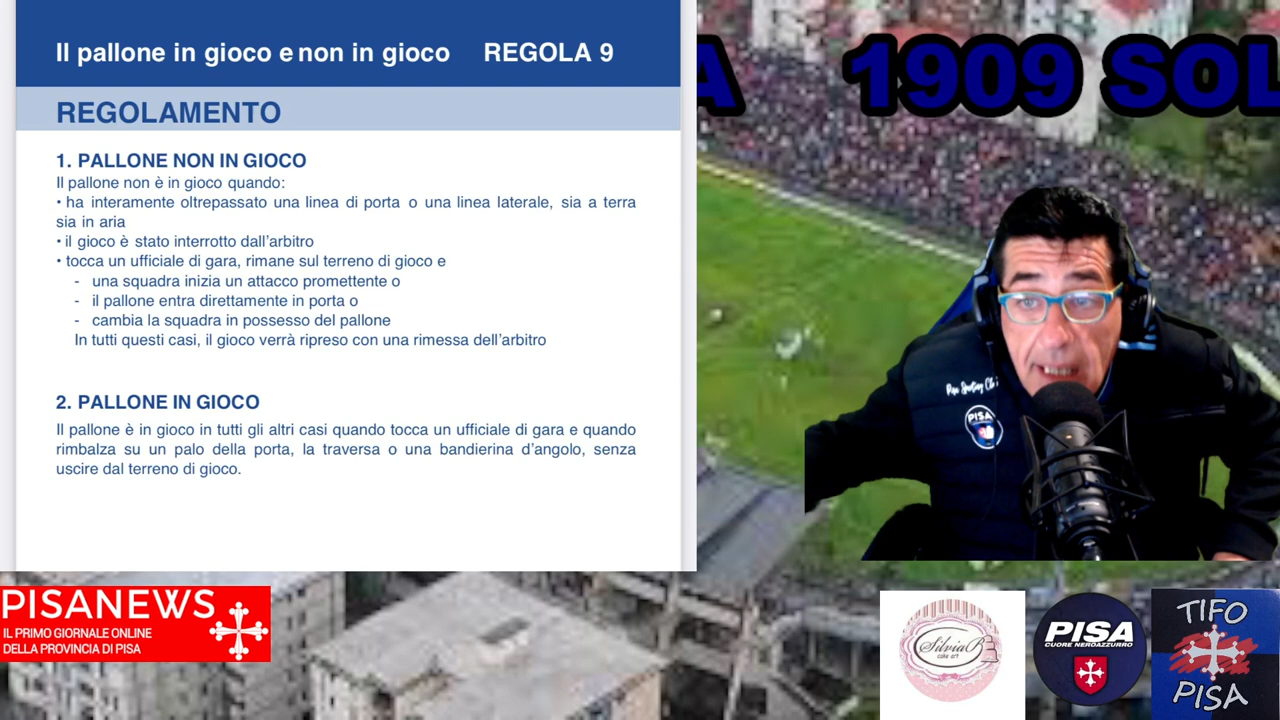 Il pallone in gioco e non in gioco REGOLA 9
REGOLAMENTO
1. PALLONE NON IN GIOCO
Il pallone non è in gioco quando:
• ha interamente oltrepassato una linea di porta o una linea laterale, sia a terra
sia in aria
• il gioco è stato interrotto dall'arbitro
• tocca un ufficiale di gara, rimane sul terreno di gioco e
- una squadra inizia un attacco promettente o
- il pallone entra direttamente in porta o
- cambia la squadra in possesso del pallone
In tutti questi casi, il gioco verrà ripreso con una rimessa dell'arbitro
2. PALLONE IN GIOCO
Il pallone è in gioco in tutti gli altri casi quando tocca un ufficiale di gara e quando
rimbalza su un palo della porta, la traversa o una bandierina d'angolo, senza
uscire dal terreno di gioco.
A 1909 SOL
PISA
PISANEWS
IL PRIMO GIORNALE ONLINE
DELLA PROVINCIA DI PISA
SilviaB
cake art
PISA
CUORE NEROAZZURRO
TIFO
PISA